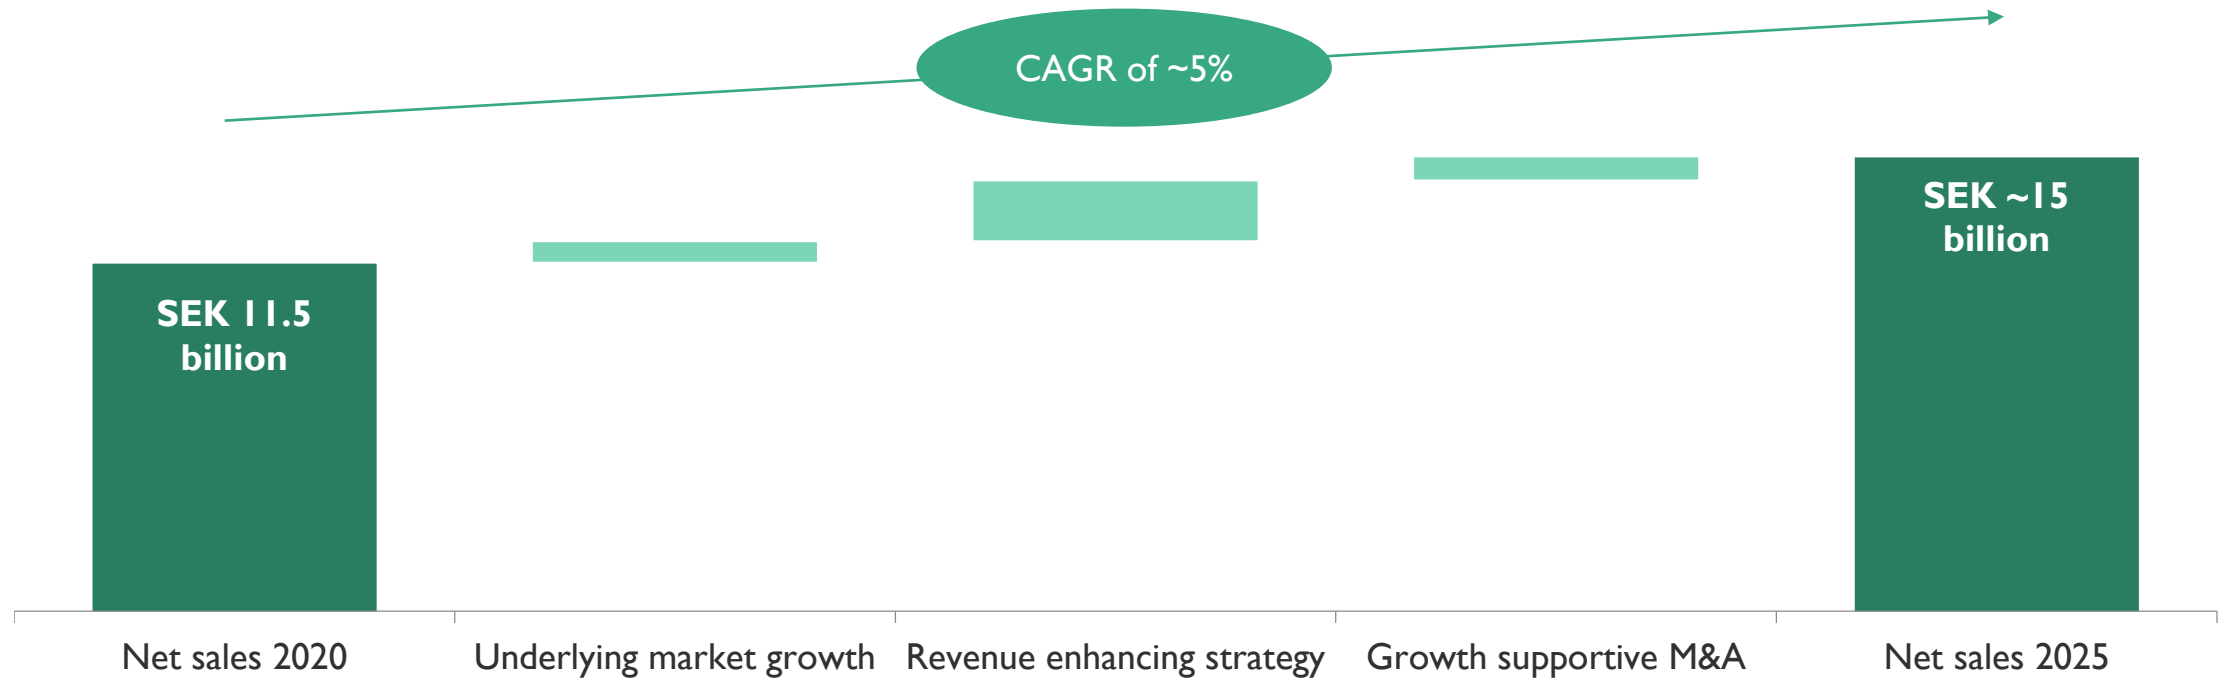 CAGR of ~5%
SEK 11.5
billion
SEK ~15
billion
Net sales 2020
Underlying market growth
Revenue enhancing strategy
Growth supportive M&A
Net sales 2025